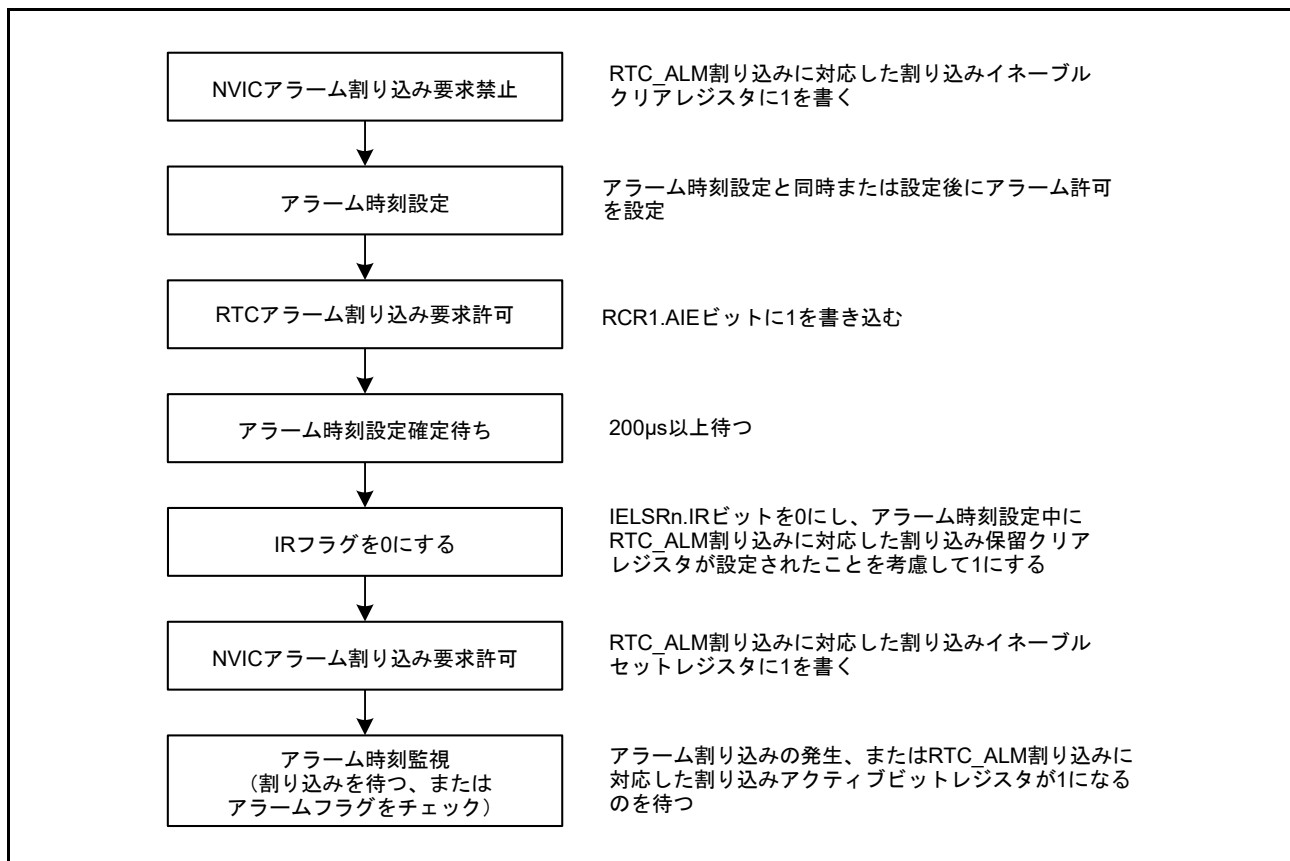 NVICアラーム割り込み要求禁止
RTC_ALM割り込みに対応した割り込みイネーブル
クリアレジスタに1を書く
アラーム時刻設定
アラーム時刻設定と同時または設定後にアラーム許可
を設定
RTCアラーム割り込み要求許可
RCR1.AIEビットに1を書き込む
アラーム時刻設定確定待ち
200μs以上待つ
IRフラグを0にする
IELSRn.IRビットを0にし、アラーム時刻設定中に
RTC_ALM割り込みに対応した割り込み保留クリア
レジスタが設定されたことを考慮して1にする
NVICアラーム割り込み要求許可
RTC_ALM割り込みに対応した割り込みイネーブル
セットレジスタに1を書く
アラーム時刻監視
（割り込みを待つ、または
アラームフラグをチェック）
アラーム割り込みの発生、またはRTC_ALM割り込みに
対応した割り込みアクティブビットレジスタが1になる
のを待つ